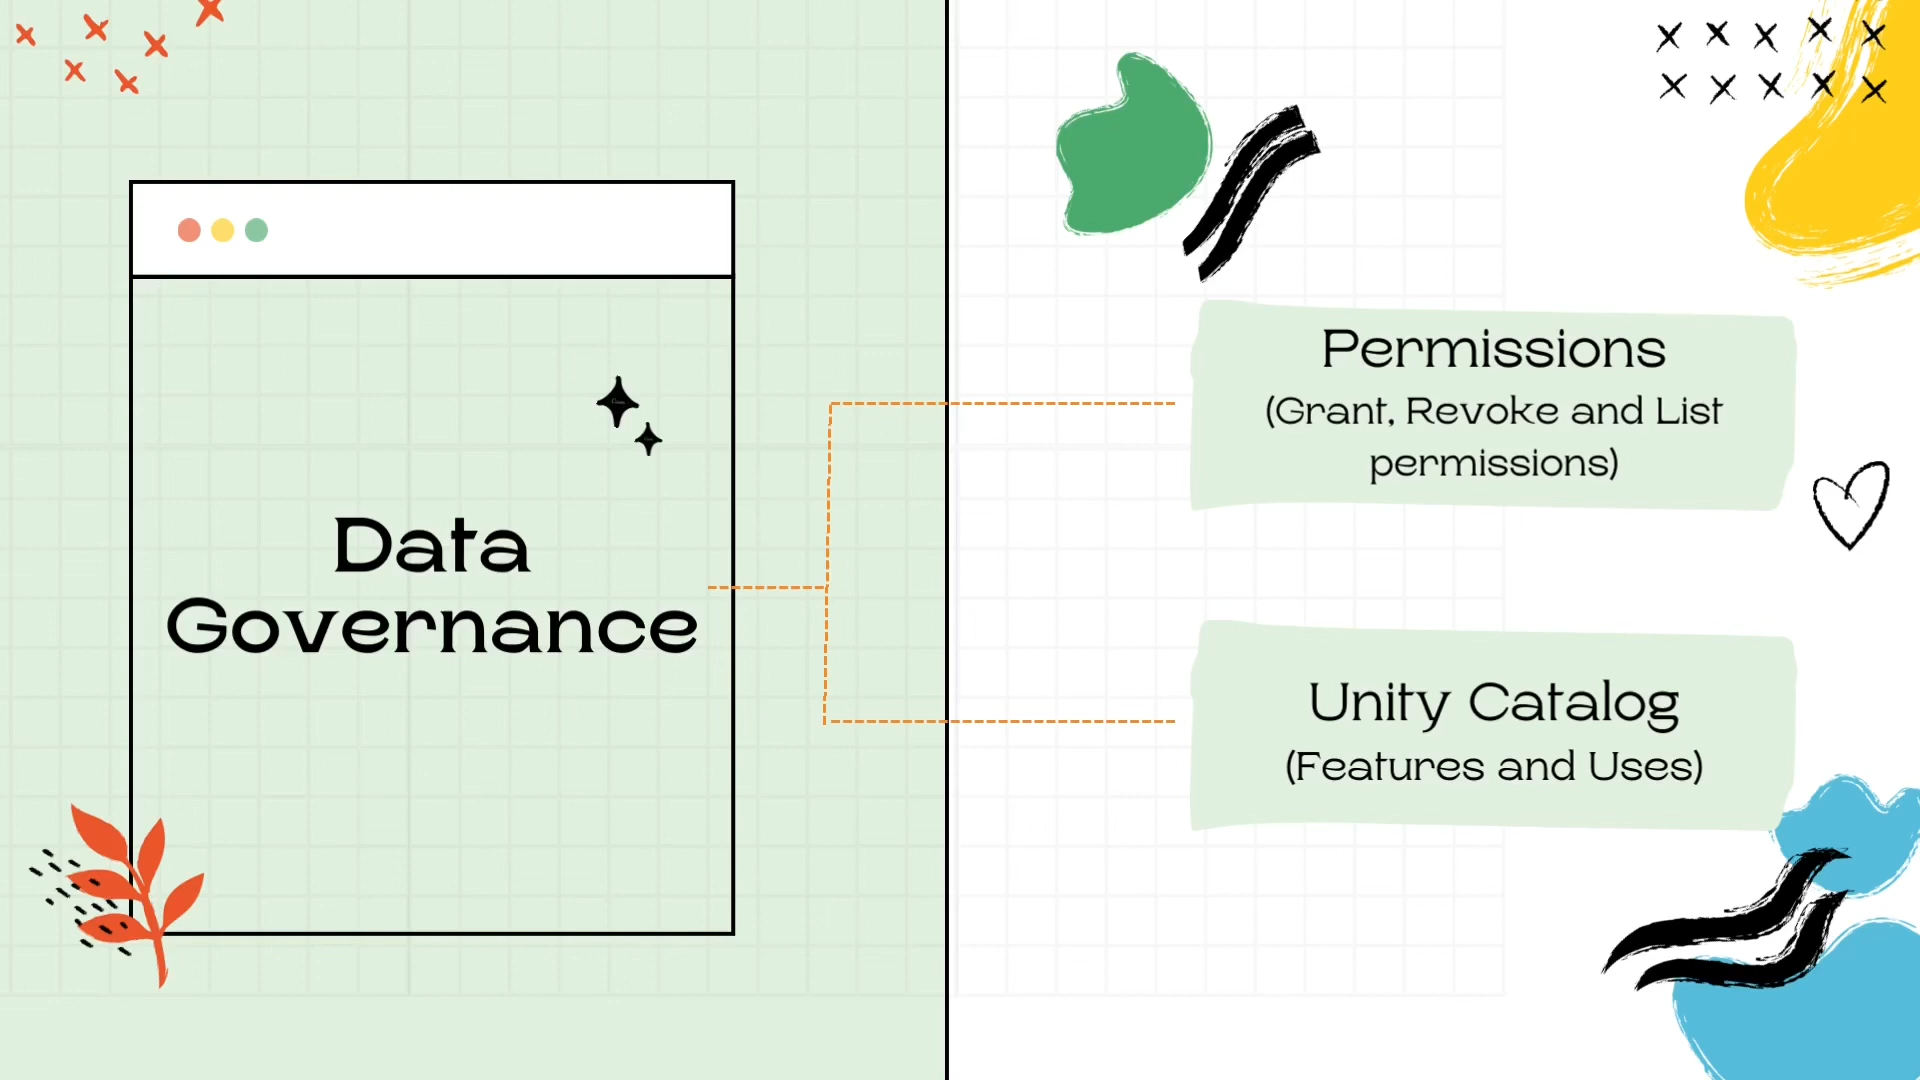 Data
Governance
Permissions
(Grant, Revoke and List
permissions)
Unity Catalog
(Features and Uses)